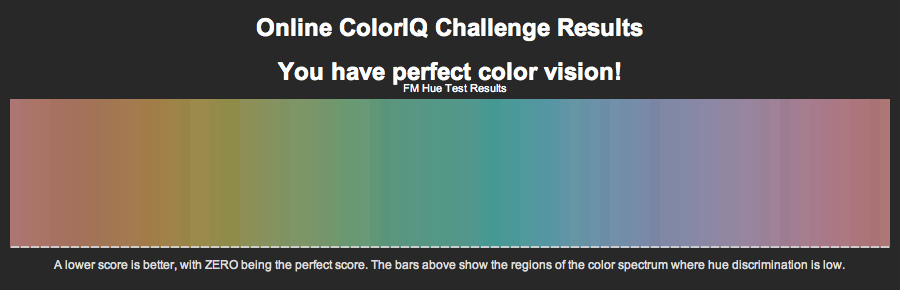 Online ColorIQ Challenge Results
You have perfect color vision!
FM Hue Test Results
A lower score is better, with ZERO being the perfect score. The bars above show the regions of the color spectrum where hue discrimination is low.